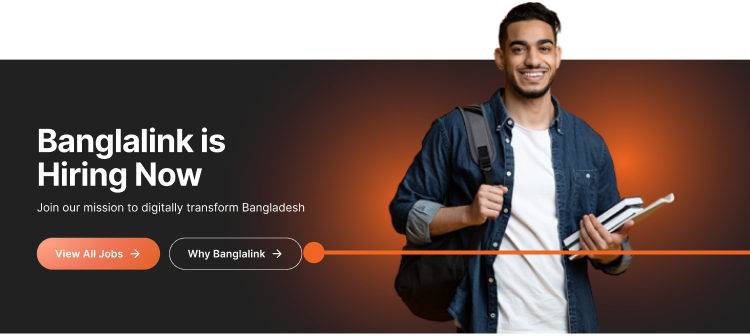 Banglalink is
Hiring Now
Join our mission to digitally transform Bangladesh
View All Jobs →
Why Banglalink →